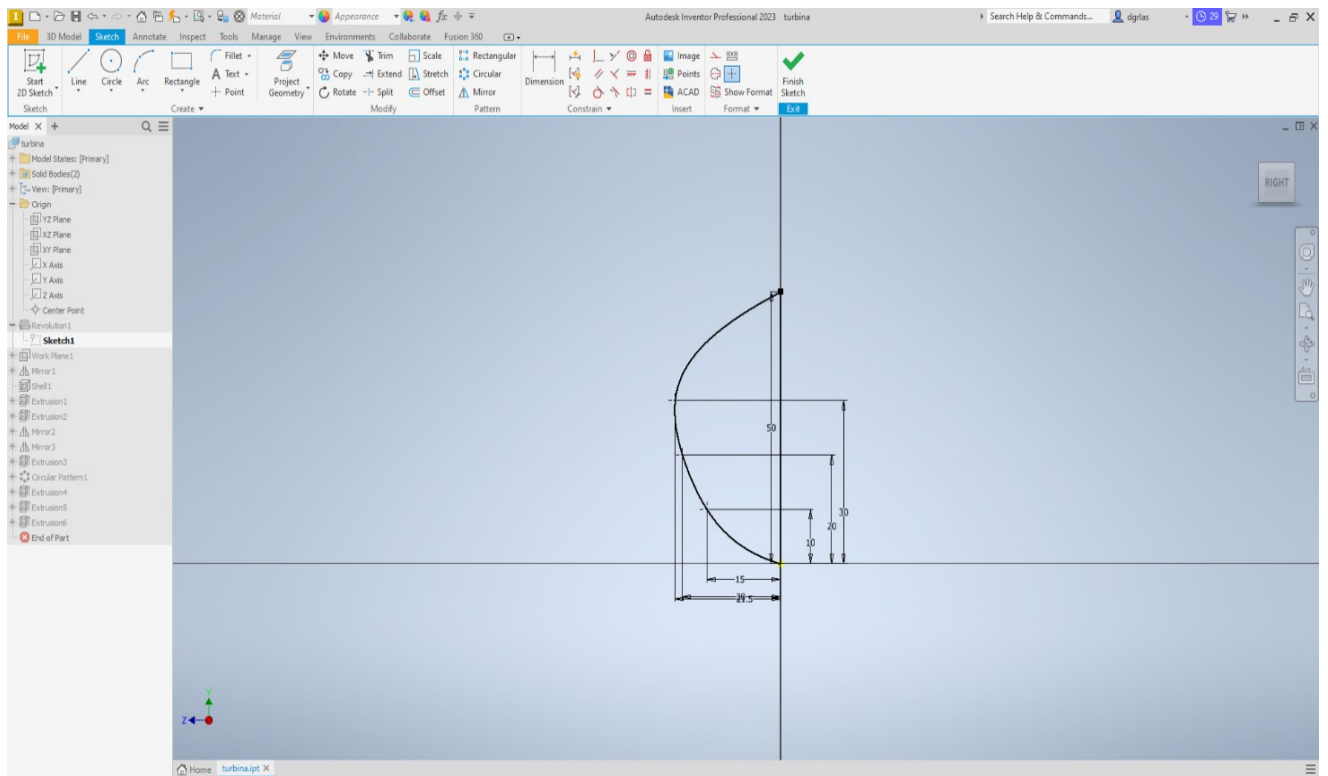 Material
Appearance
Autodesk Inventor Professional 2023 turbina
Search Help & Commands...
dgrlas
29
File 3D Model Sketch Annotate Inspect Tools Manage View Environments Collaborate Fusion 360
Start 2D Sketch
Line
Circle
Arc
Rectangle
Fillet
Text
Point
Project Geometry
Move
Copy
Rotate
Trim
Extend
Split
Scale
Stretch
Offset
Rectangular
Circular
Mirror
Dimension
Image
Points
ACAD
Show Format
Finish Sketch
Sketch
Create
Modify
Pattern
Constrain
Insert
Format
Exit
Model
turbina
Model States: [Primary]
Solid Bodies(2)
View: [Primary]
Origin
YZ Plane
XZ Plane
XY Plane
X Axis
Y Axis
Z Axis
Center Point
Revolution1
Sketch1
Work Plane1
Mirror1
Shell1
Extrusion1
Extrusion2
Mirror2
Mirror3
Extrusion3
Circular Pattern1
Extrusion4
Extrusion5
Extrusion6
End of Part
RIGHT
50
30
20
10
15
Y
Z
Home turbina.ipt